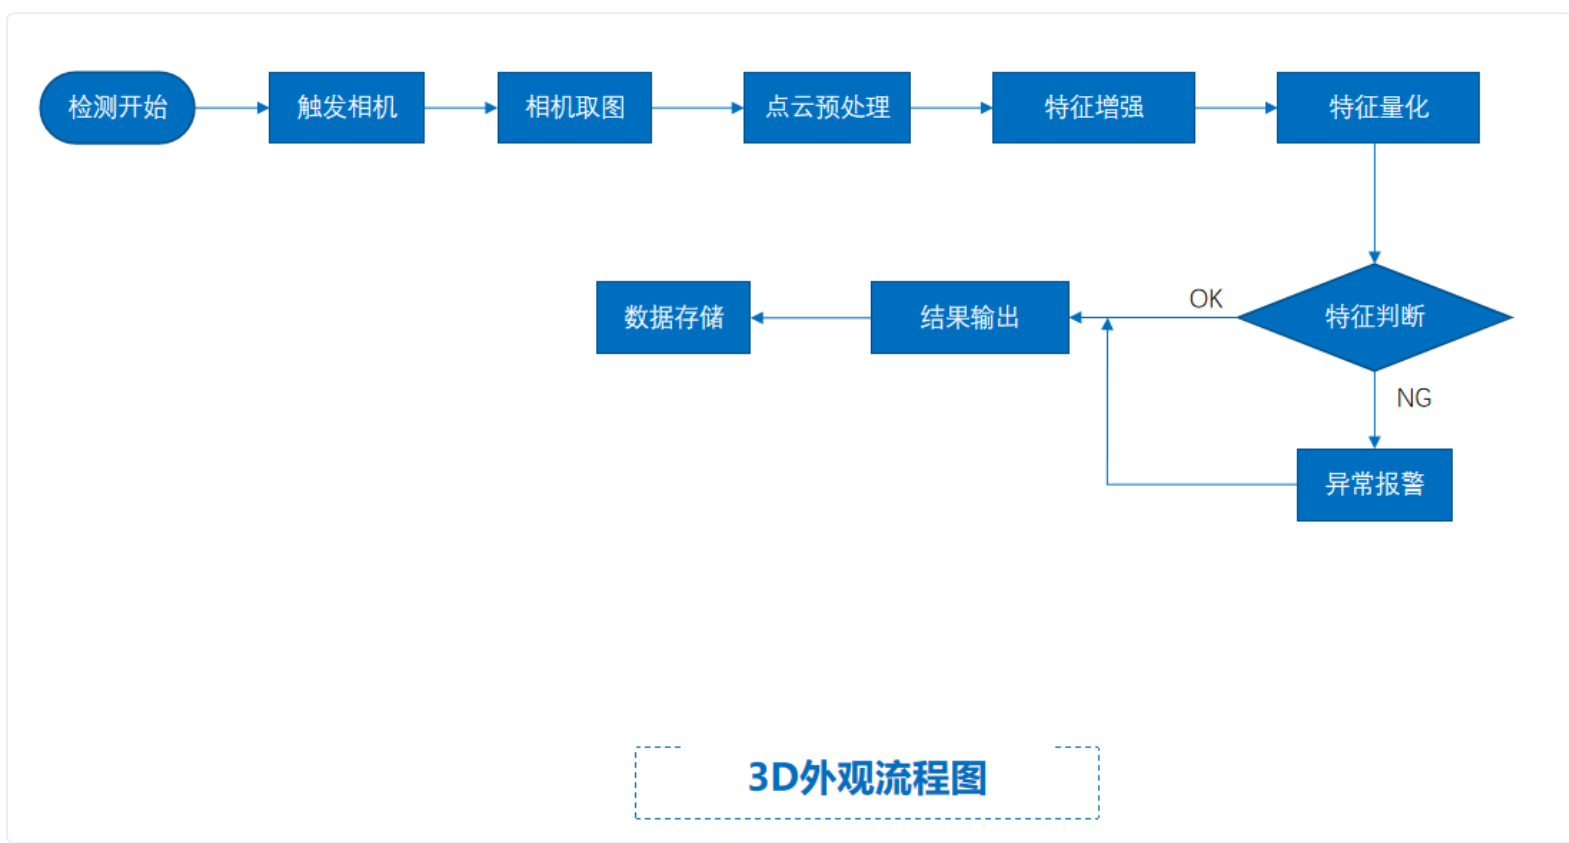 检测开始
触发相机
相机取图
点云预处理
特征增强
特征量化
数据存储
结果输出
OK
特征判断
NG
异常报警
3D外观流程图